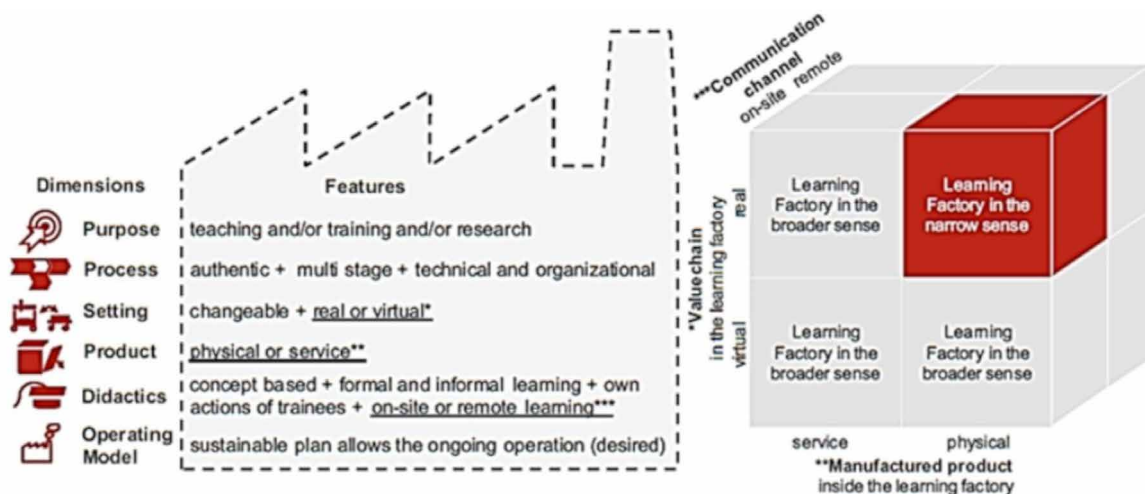 Dimensions
Features
Purpose
teaching and/or training and/or research
Process
authentic + multi stage + technical and organizational
Setting
changeable + real or virtual*
Product
physical or service**
Didactics
concept based + formal and informal learning + own
actions of trainees + on-site or remote learning***
Operating
Model
sustainable plan allows the ongoing operation (desired)
***Communication
channel
on-site remote
*Value chain
in the learning factory
virtual real
Learning
Factory in the
broader sense
Learning
Factory in the
narrow sense
Learning
Factory in the
broader sense
Learning
Factory in the
broader sense
service physical
**Manufactured product
inside the learning factory